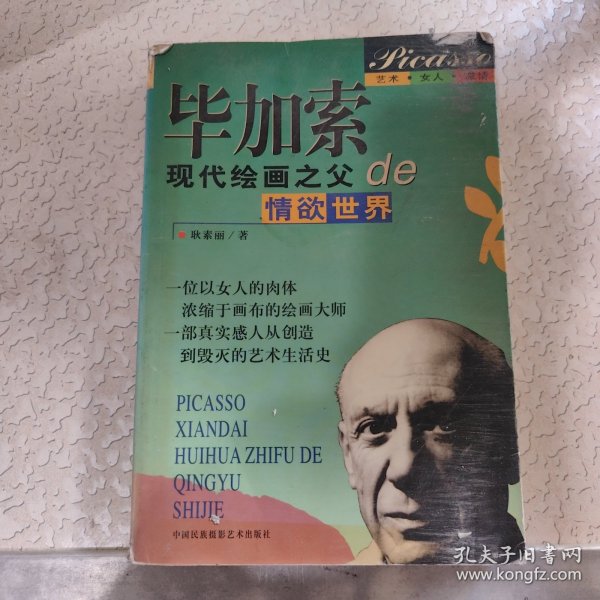 Picasso
艺术·女人·激情
毕加索
现代绘画之父de
情欲世界
耿素丽/著
一位以女人的肉体
浓缩于画布的绘画大师
一部真实感人从创造
到毁灭的艺术生活史
PICASSO
XIANDAI
HUIHUA ZHIFU DE
QINGYU
SHIJIE
中国民族摄影艺术出版社
孔夫子旧书网
www.kongfz.com